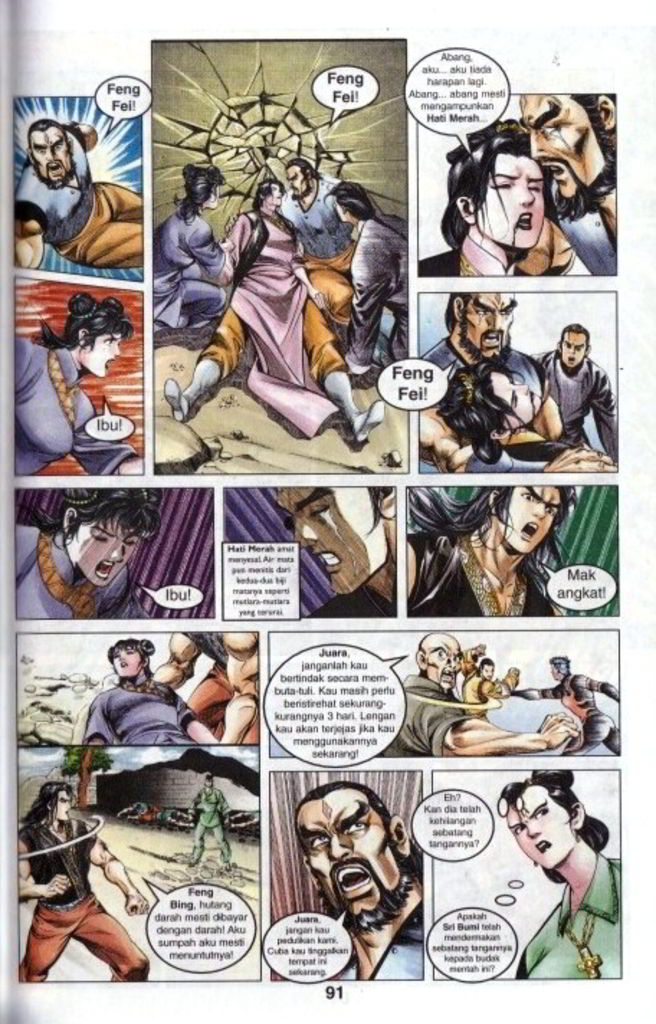 Feng
Fei!
Feng
Fei!
Abang,
aku... aku tiada
harapan lagi.
Abang... abang mesti
mengampunkan
Hati Merah...
Ibu!
Feng
Fei!
Ibu!
Hati Merah amat
menyesal. Air mata
pun menitis dari
kedua-dua biji
matanya seperti
mutiara-mutiara
yang terurai.
Mak
angkat!
Juara,
janganlah kau
bertindak secara mem-
buta-tuli. Kau masih perlu
beristirehat sekurang-
kurangnya 3 hari. Lengan
kau akan terjejas jika kau
menggunakannya
sekarang!
Feng
Bing, hutang
darah mesti dibayar
dengan darah! Aku
sumpah aku mesti
menuntutnya!
Juara,
jangan kau
pedulikan kami.
Cuba kau tinggalkan
tempat ini
sekarang.
Eh?
Kan dia telah
kehilangan
sebatang
tangannya?
Apakah
Sri Bumi telah
mendermakan
sebatang tangannya
kepada budak
mentah ini?
91